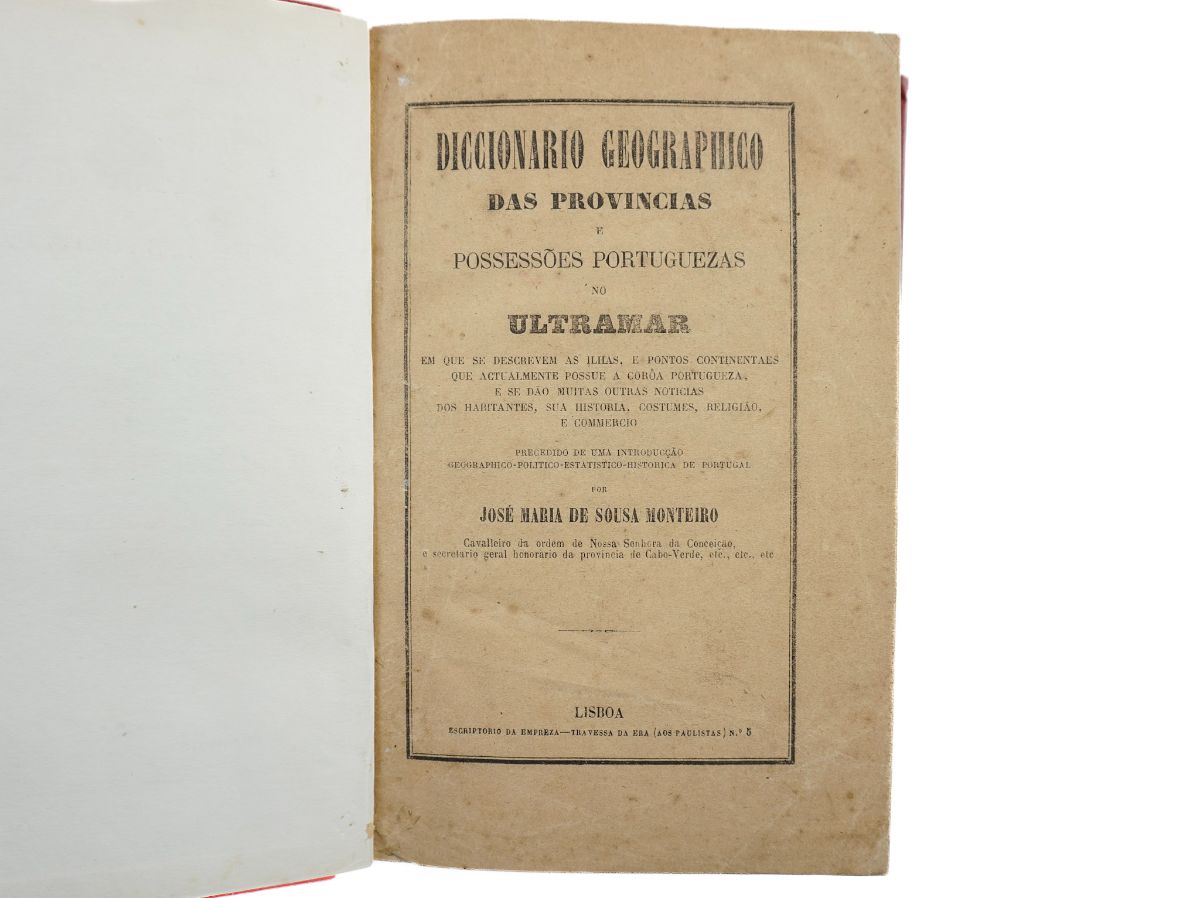 DICCIONARIO GEOGRAPHICO
DAS PROVINCIAS
E
POSSESSÕES PORTUGUEZAS
NO
ULTRAMAR
EM QUE SE DESCREVEM AS ILHAS, E PONTOS CONTINENTAES
QUE ACTUALMENTE POSSUE A CORÔA PORTUGUEZA,
E SE DÃO MUITAS OUTRAS NOTICIAS
DOS HABITANTES, SUA HISTORIA, COSTUMES, RELIGIÃO,
E COMMERCIO
PRECEDIDO DE UMA INTRODUCÇÃO
GEOGRAPHICO-POLITICO-ESTATISTICO-HISTORICA DE PORTUGAL
POR
JOSÉ MARIA DE SOUSA MONTEIRO
Cavalleiro da ordem de Nossa Senhora da Conceição,
e secretario geral honorario da provincia de Cabo-Verde, etc., etc., etc
LISBOA
ESCRIPTORIO DA EMPREZA—TRAVESSA DA ERA (AOS PAULISTAS) N.º 5